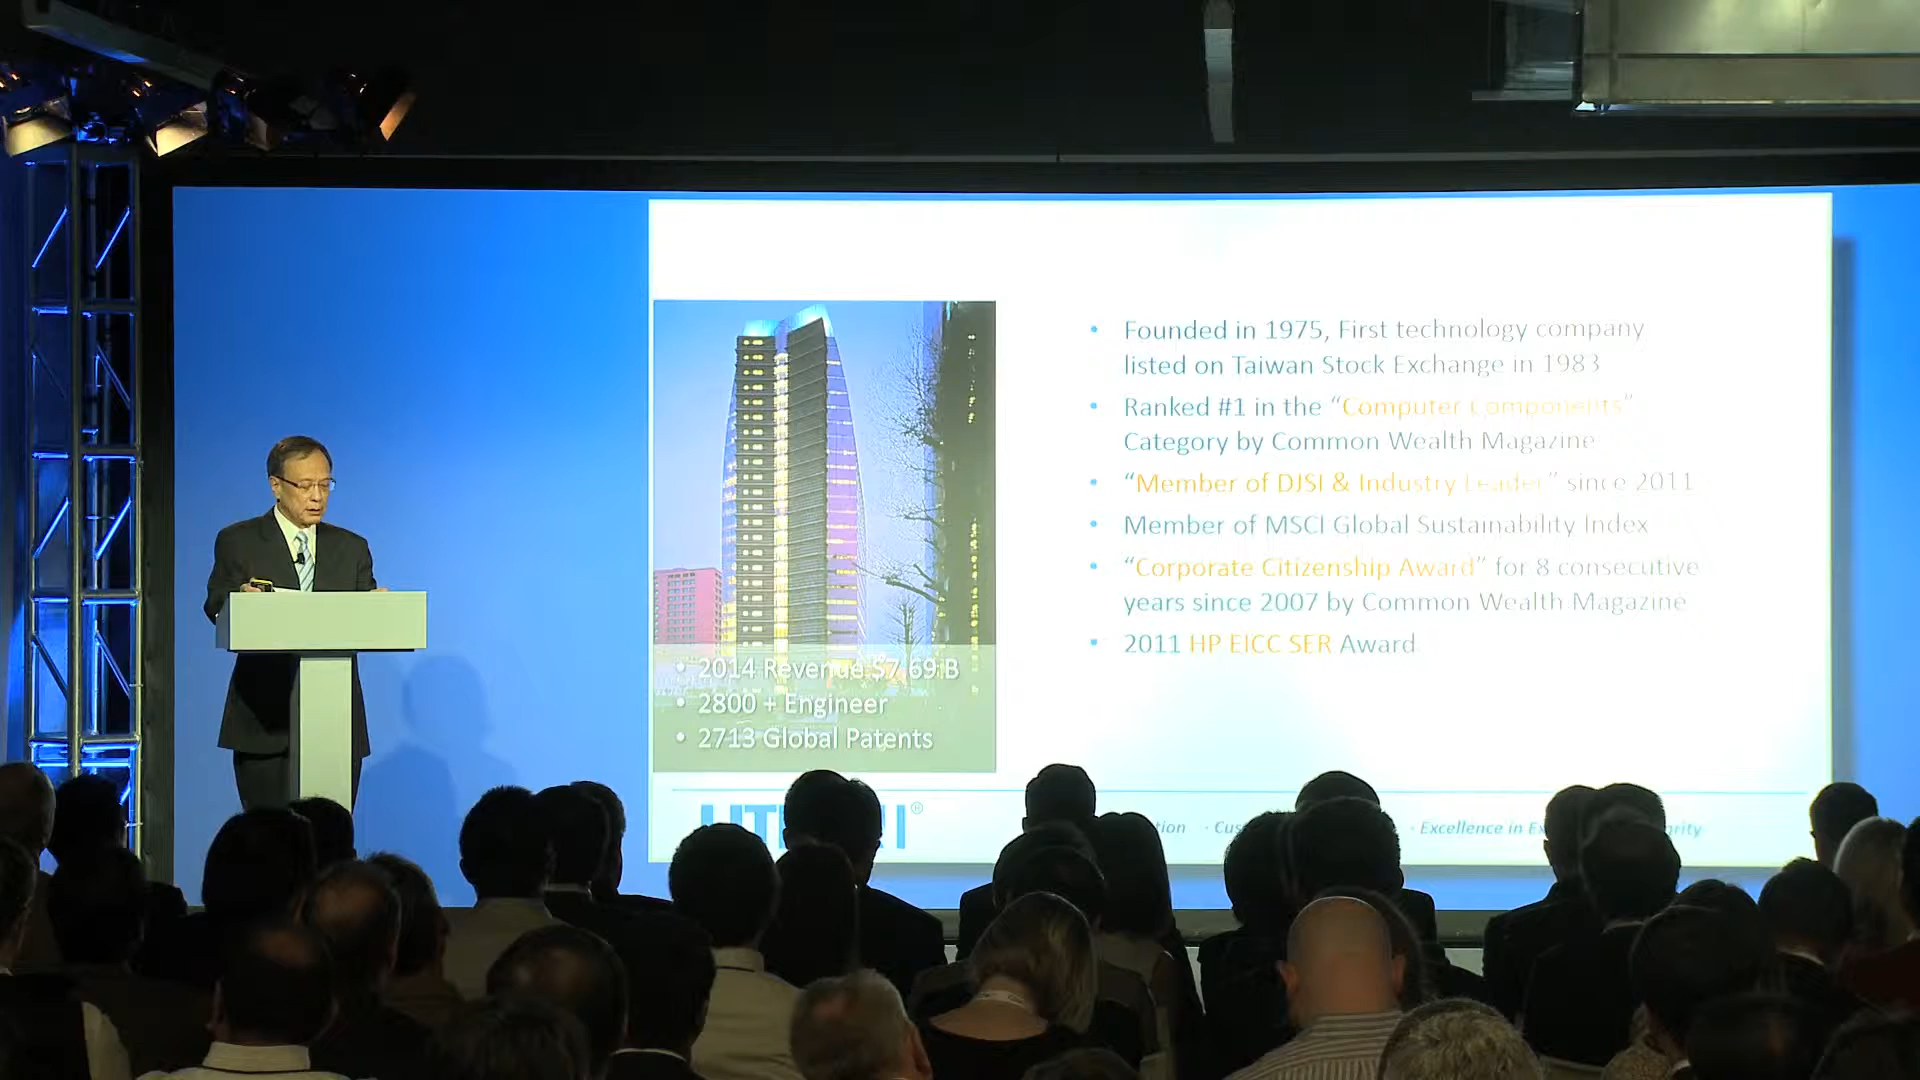 • Founded in 1975, First technology company
listed on Taiwan Stock Exchange in 1983
• Ranked #1 in the “Computer Components”
Category by Common Wealth Magazine
• “Member of DJSI & Industry Leader” since 2011
• Member of MSCI Global Sustainability Index
• “Corporate Citizenship Award” for 8 consecutive
years since 2007 by Common Wealth Magazine
• 2011 HP EICC SER Award
• 2014 Revenue $7.69 B
• 2800 + Engineer
• 2713 Global Patents
· Excellence in